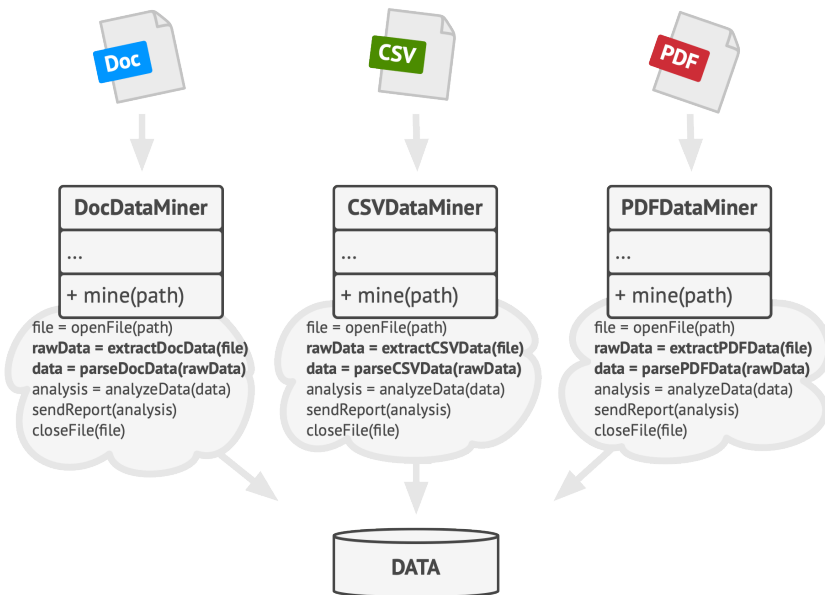 Doc
CSV
PDF
DocDataMiner
...
+ mine(path)
file = openFile(path)
rawData = extractDocData(file)
data = parseDocData(rawData)
analysis = analyzeData(data)
sendReport(analysis)
closeFile(file)
CSVDataMiner
...
+ mine(path)
file = openFile(path)
rawData = extractCSVData(file)
data = parseCSVData(rawData)
analysis = analyzeData(data)
sendReport(analysis)
closeFile(file)
PDFDataMiner
...
+ mine(path)
file = openFile(path)
rawData = extractPDFData(file)
data = parsePDFData(rawData)
analysis = analyzeData(data)
sendReport(analysis)
closeFile(file)
DATA